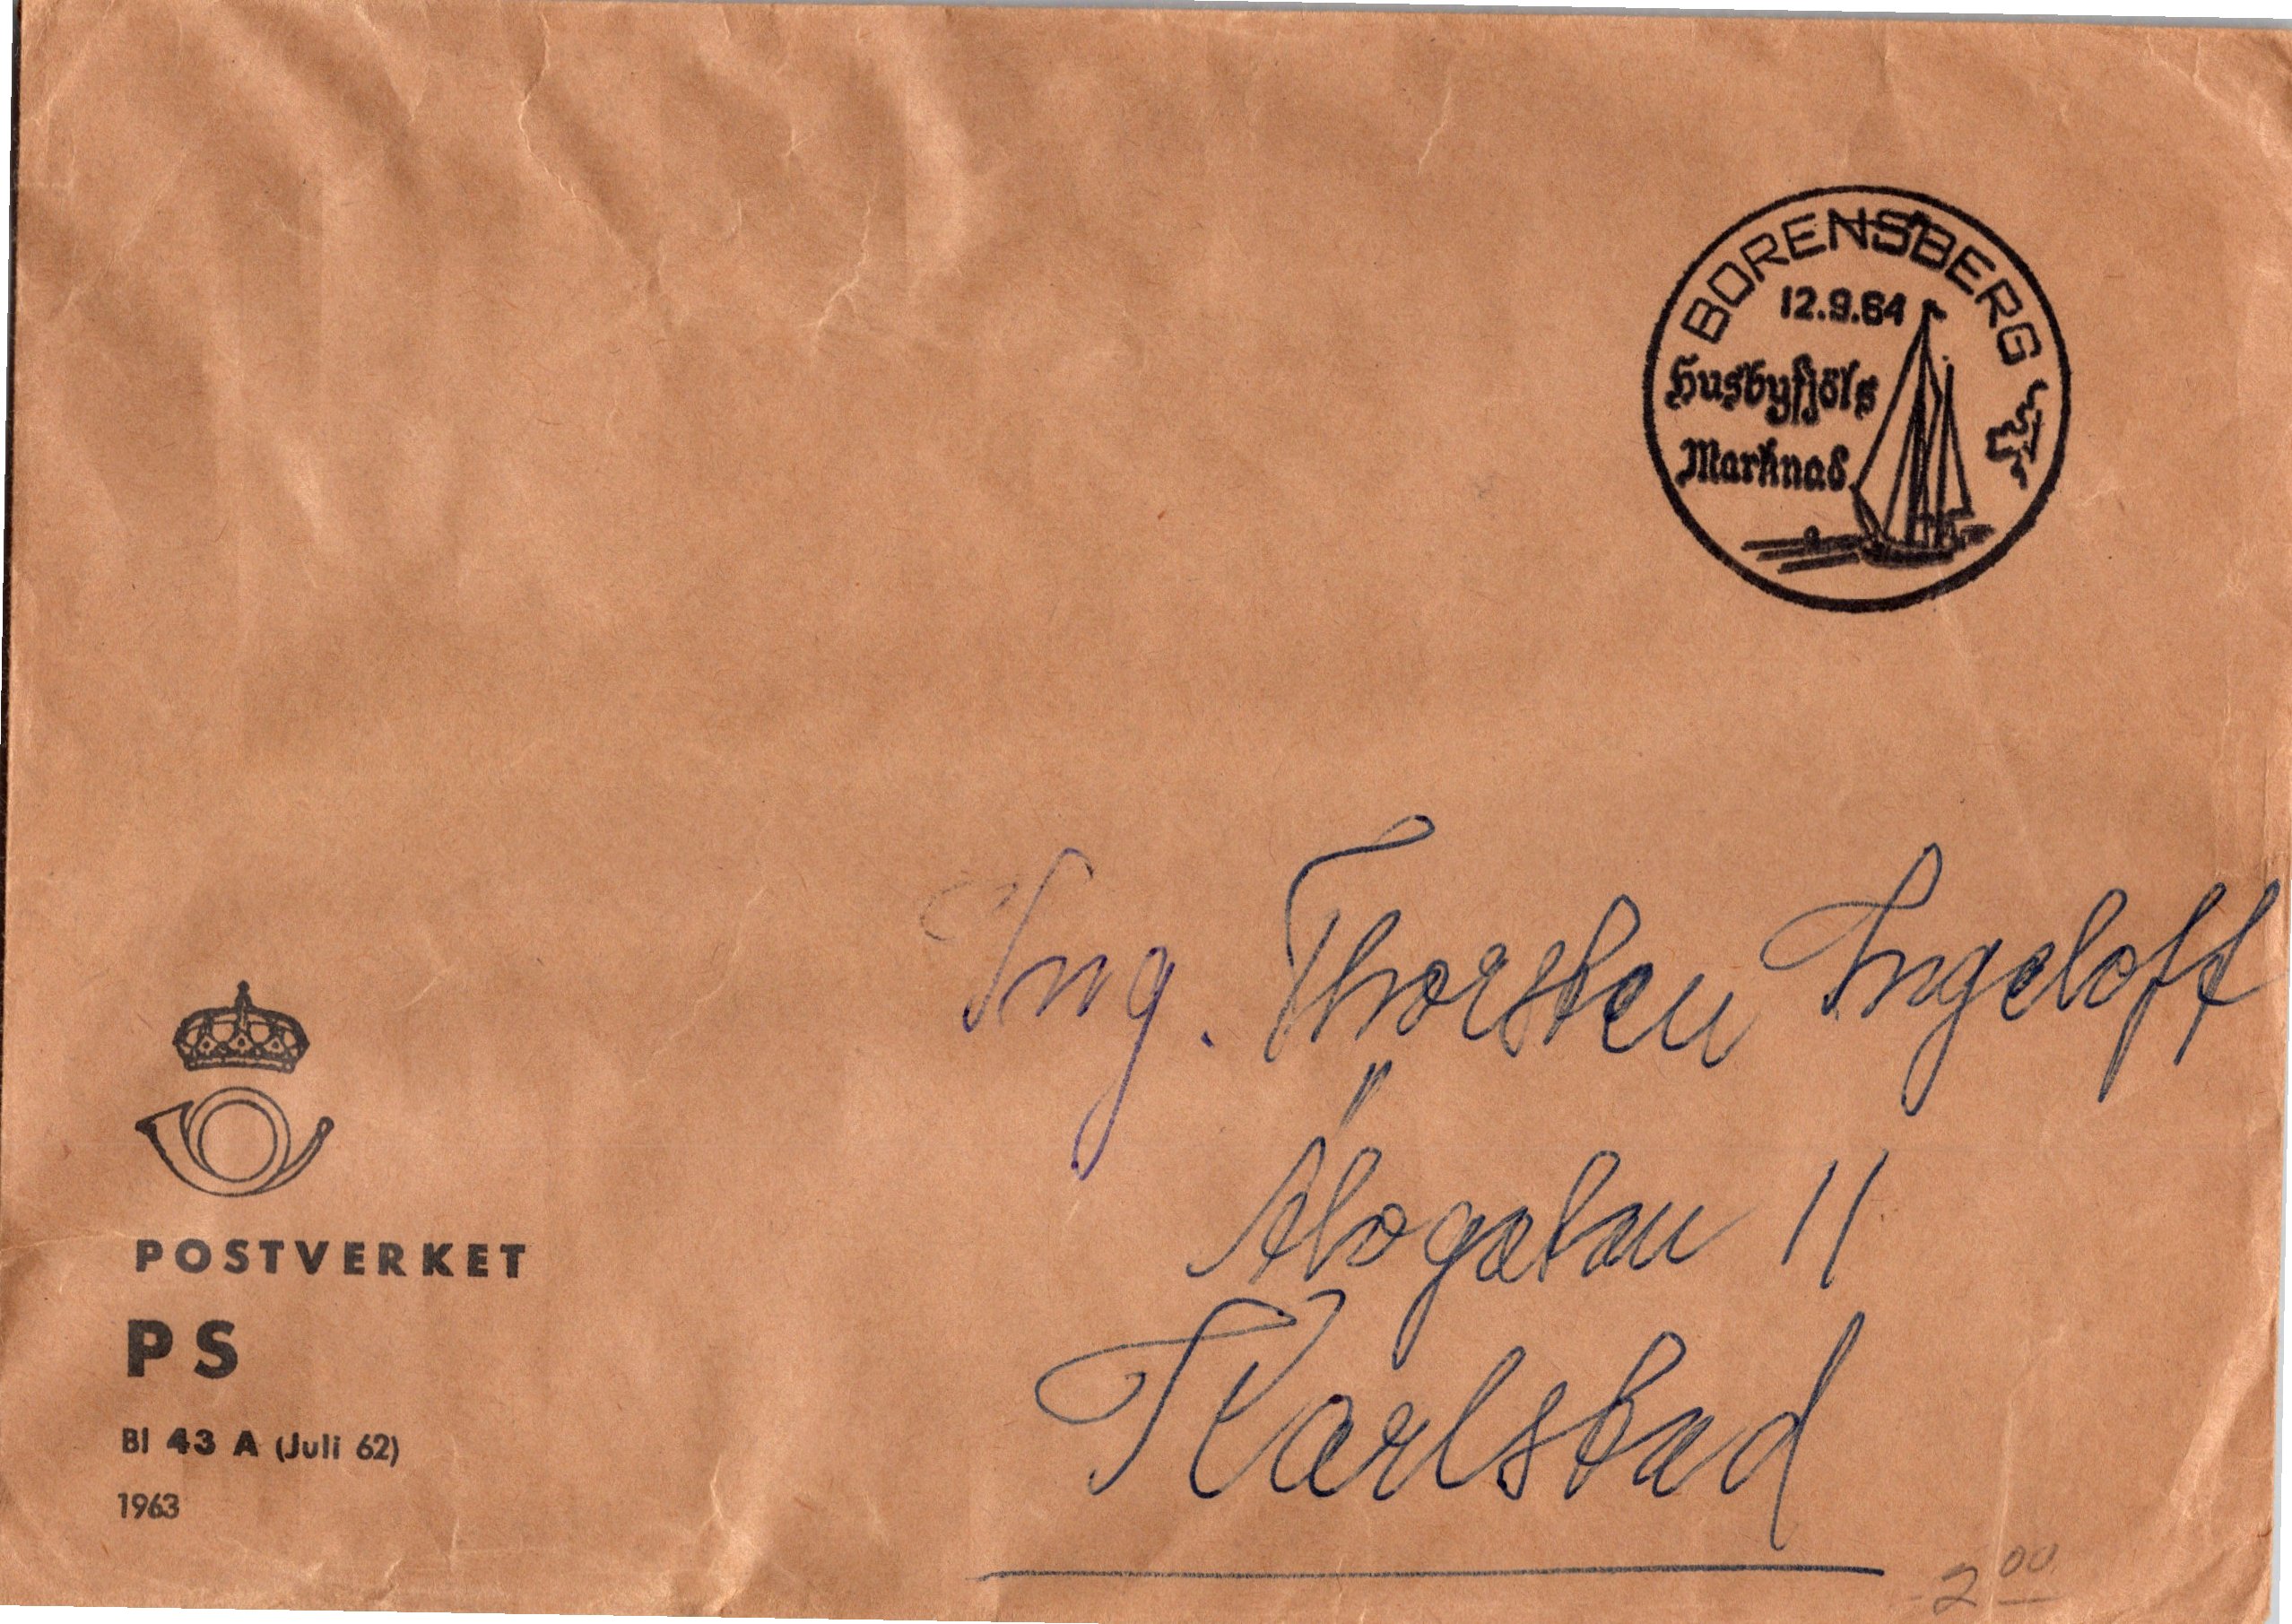 BORENSBERG
12.9.64
Husbyfjöls
Marknad
Ing. Thorsten Ingeloff
11
Karlstad
POSTVERKET
PS
Bl 43 A (Juli 62)
1963
2 00